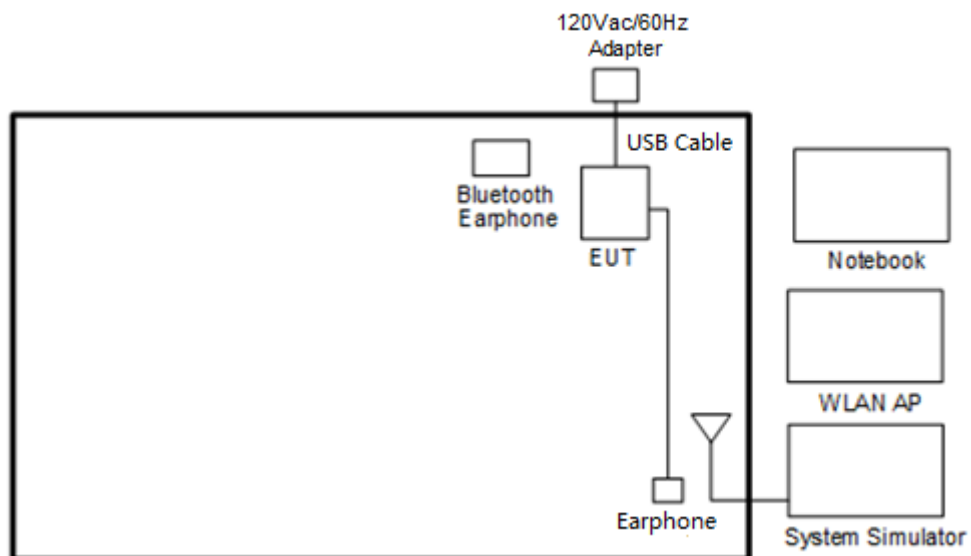 120Vac/60Hz
Adapter
USB Cable
Bluetooth
Earphone
EUT
Notebook
WLAN AP
Earphone
System Simulator